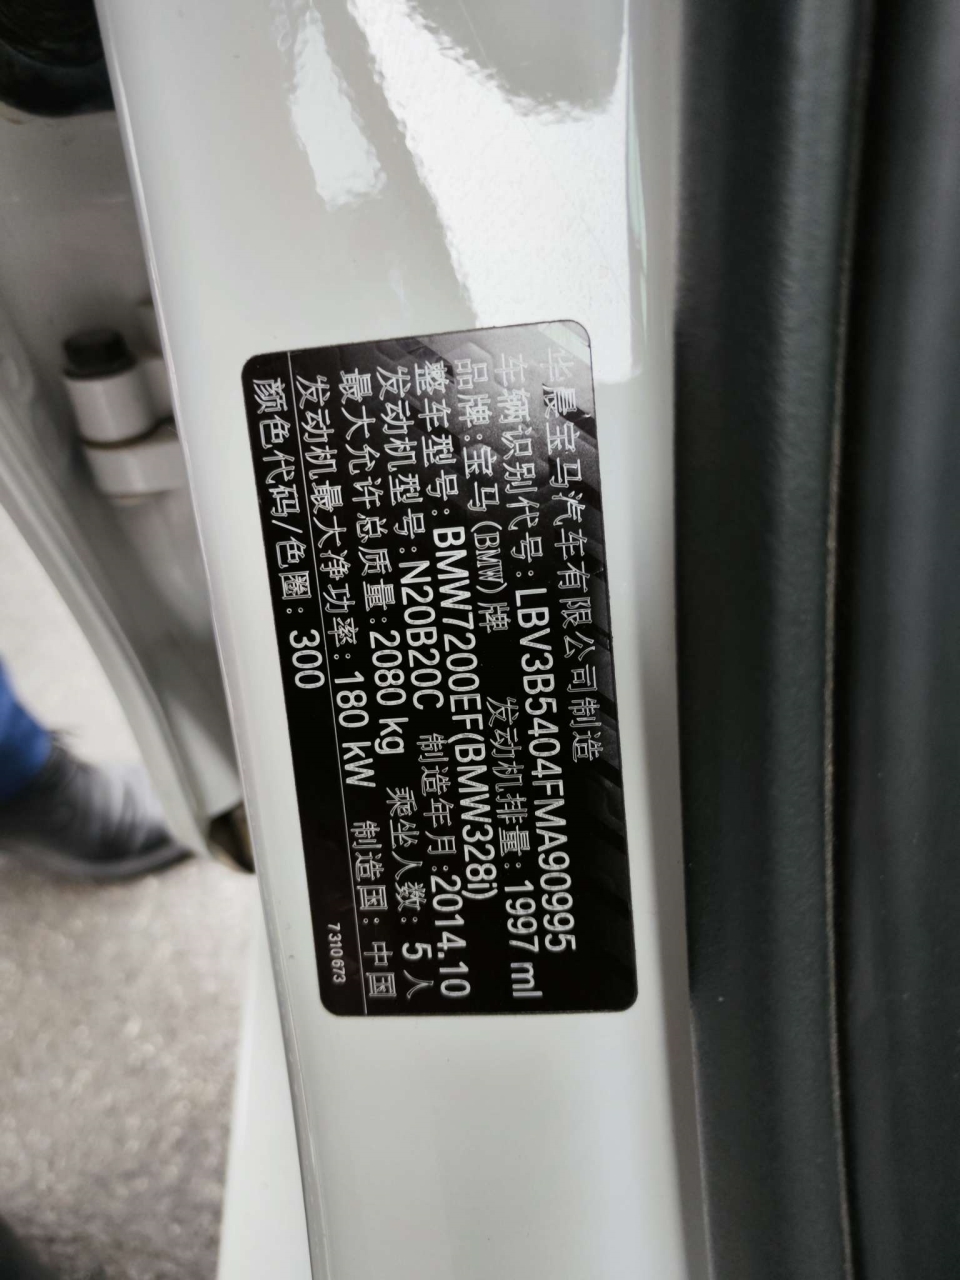 华晨宝马汽车有限公司制造
车辆识别代号:LBV3B5404FMA90995
品牌:宝马(BMW)牌 发动机排量:1997 ml
整车型号:BMW7200EF(BMW328i)
发动机型号:N20B20C 制造年月:2014.10
最大允许总质量:2080 kg 乘坐人数:5人
发动机最大净功率:180 kW 制造国:中国
颜色代码/色圈:300 7 310 673